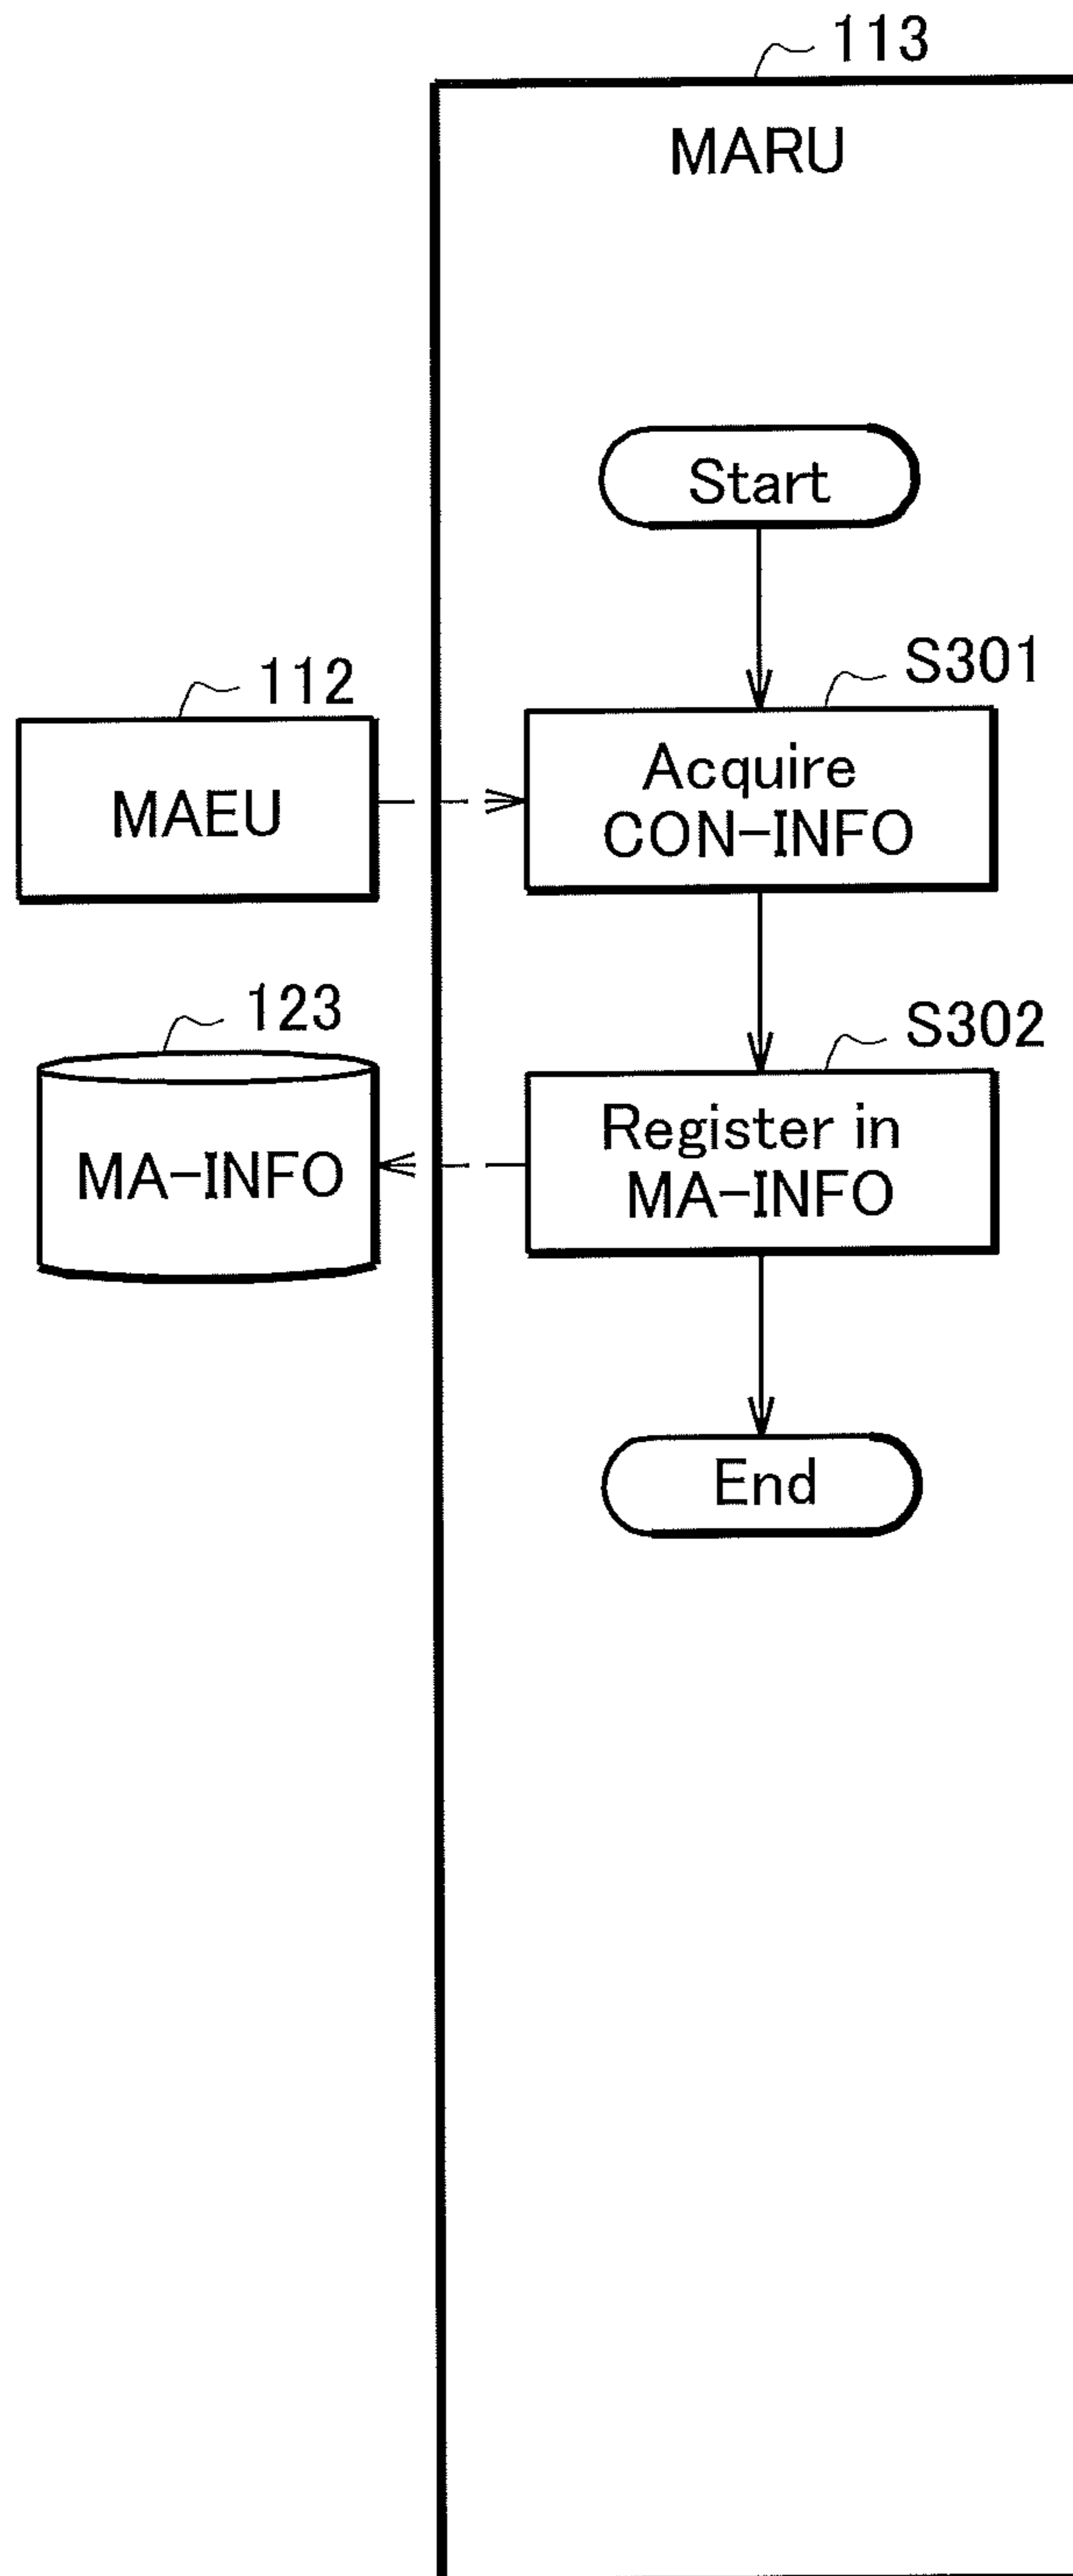 113
MARU
Start
S301
112
Acquire
CON-INFO
MAEU
S302
123
Register in
MA-INFO
MA-INFO
End